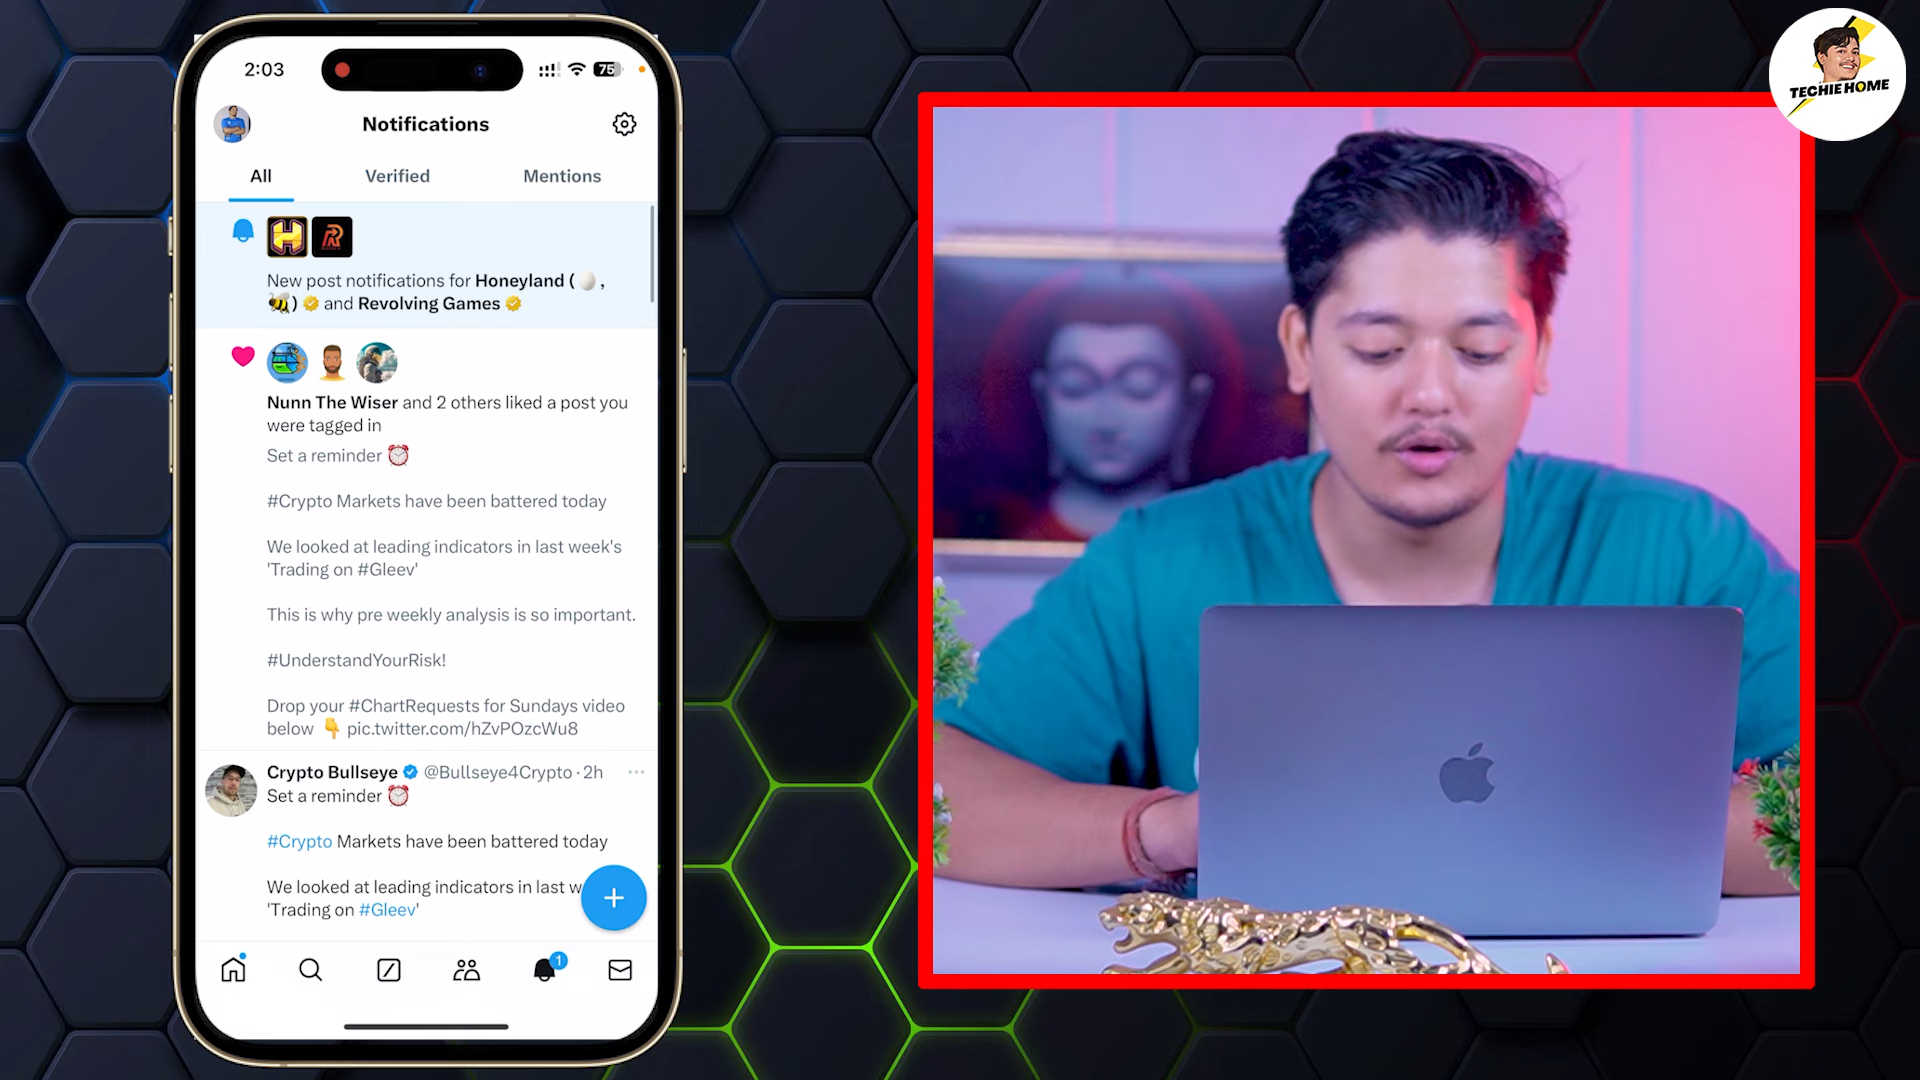 2:03
75
Notifications
All Verified Mentions
New post notifications for Honeyland (🥚,
🐝) and Revolving Games
Nunn The Wiser and 2 others liked a post you
were tagged in
Set a reminder ⏰
#Crypto Markets have been battered today
We looked at leading indicators in last week's
'Trading on #Gleev'
This is why pre weekly analysis is so important.
#UnderstandYourRisk!
Drop your #ChartRequests for Sundays video
below 👇 pic.twitter.com/hZvPOzcWu8
Crypto Bullseye @Bullseye4Crypto · 2h
Set a reminder ⏰
#Crypto Markets have been battered today
We looked at leading indicators in last w
'Trading on #Gleev'
1
TECHIE HOME